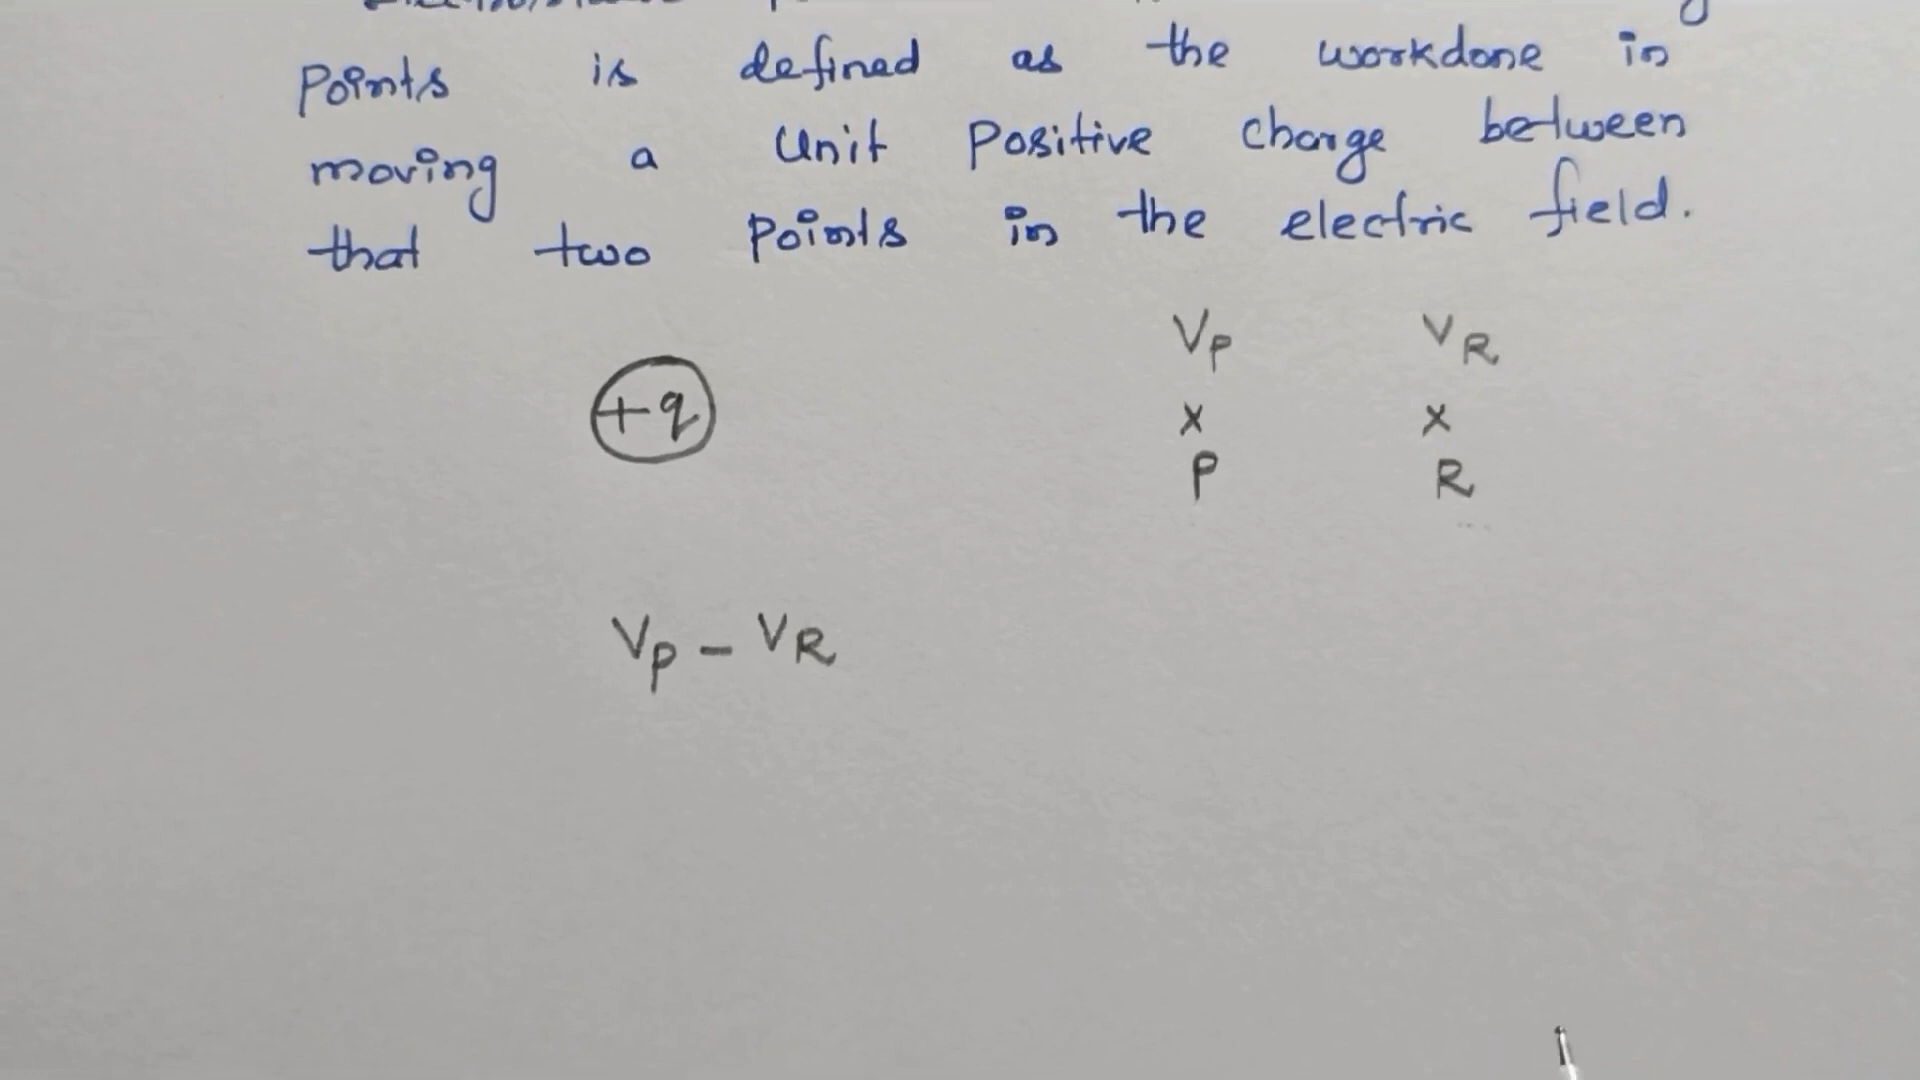 points is defined as the workdone in
moving a unit positive charge between
that two points in the electric field.
VP VR
+q x x
P R
VP - VR